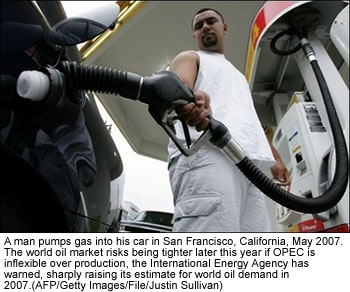 A man pumps gas into his car in San Francisco, California, May 2007.
The world oil market risks being tighter later this year if OPEC is
inflexible over production, the International Energy Agency has
warned, sharply raising its estimate for world oil demand in
2007.(AFP/Getty Images/File/Justin Sullivan)